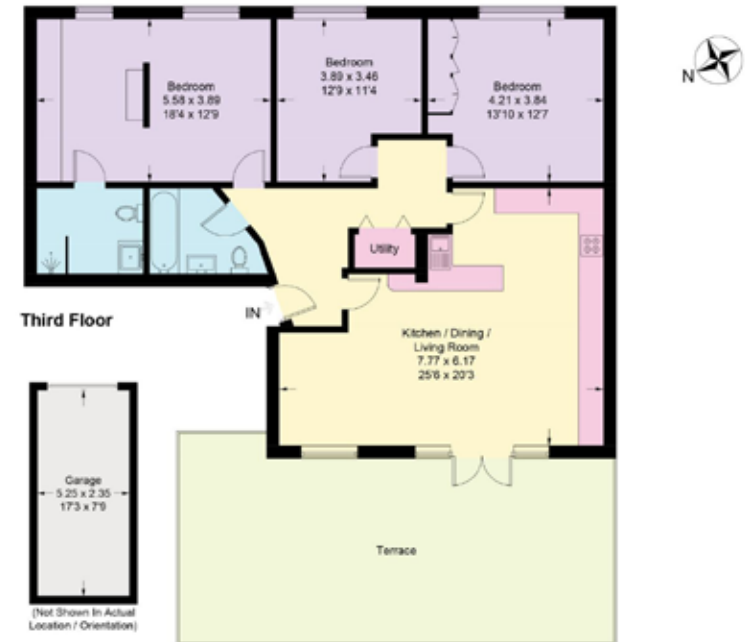 Bedroom
5.58 x 3.89
18'4 x 12'9
Bedroom
3.89 x 3.46
12'9 x 11'4
Bedroom
4.21 x 3.84
13'10 x 12'7
N
Utility
IN
Third Floor
Kitchen / Dining /
Living Room
7.77 x 6.17
25'6 x 20'3
Garage
5.25 x 2.35
17'3 x 7'9
Terrace
(Not Shown In Actual
Location / Orientation)